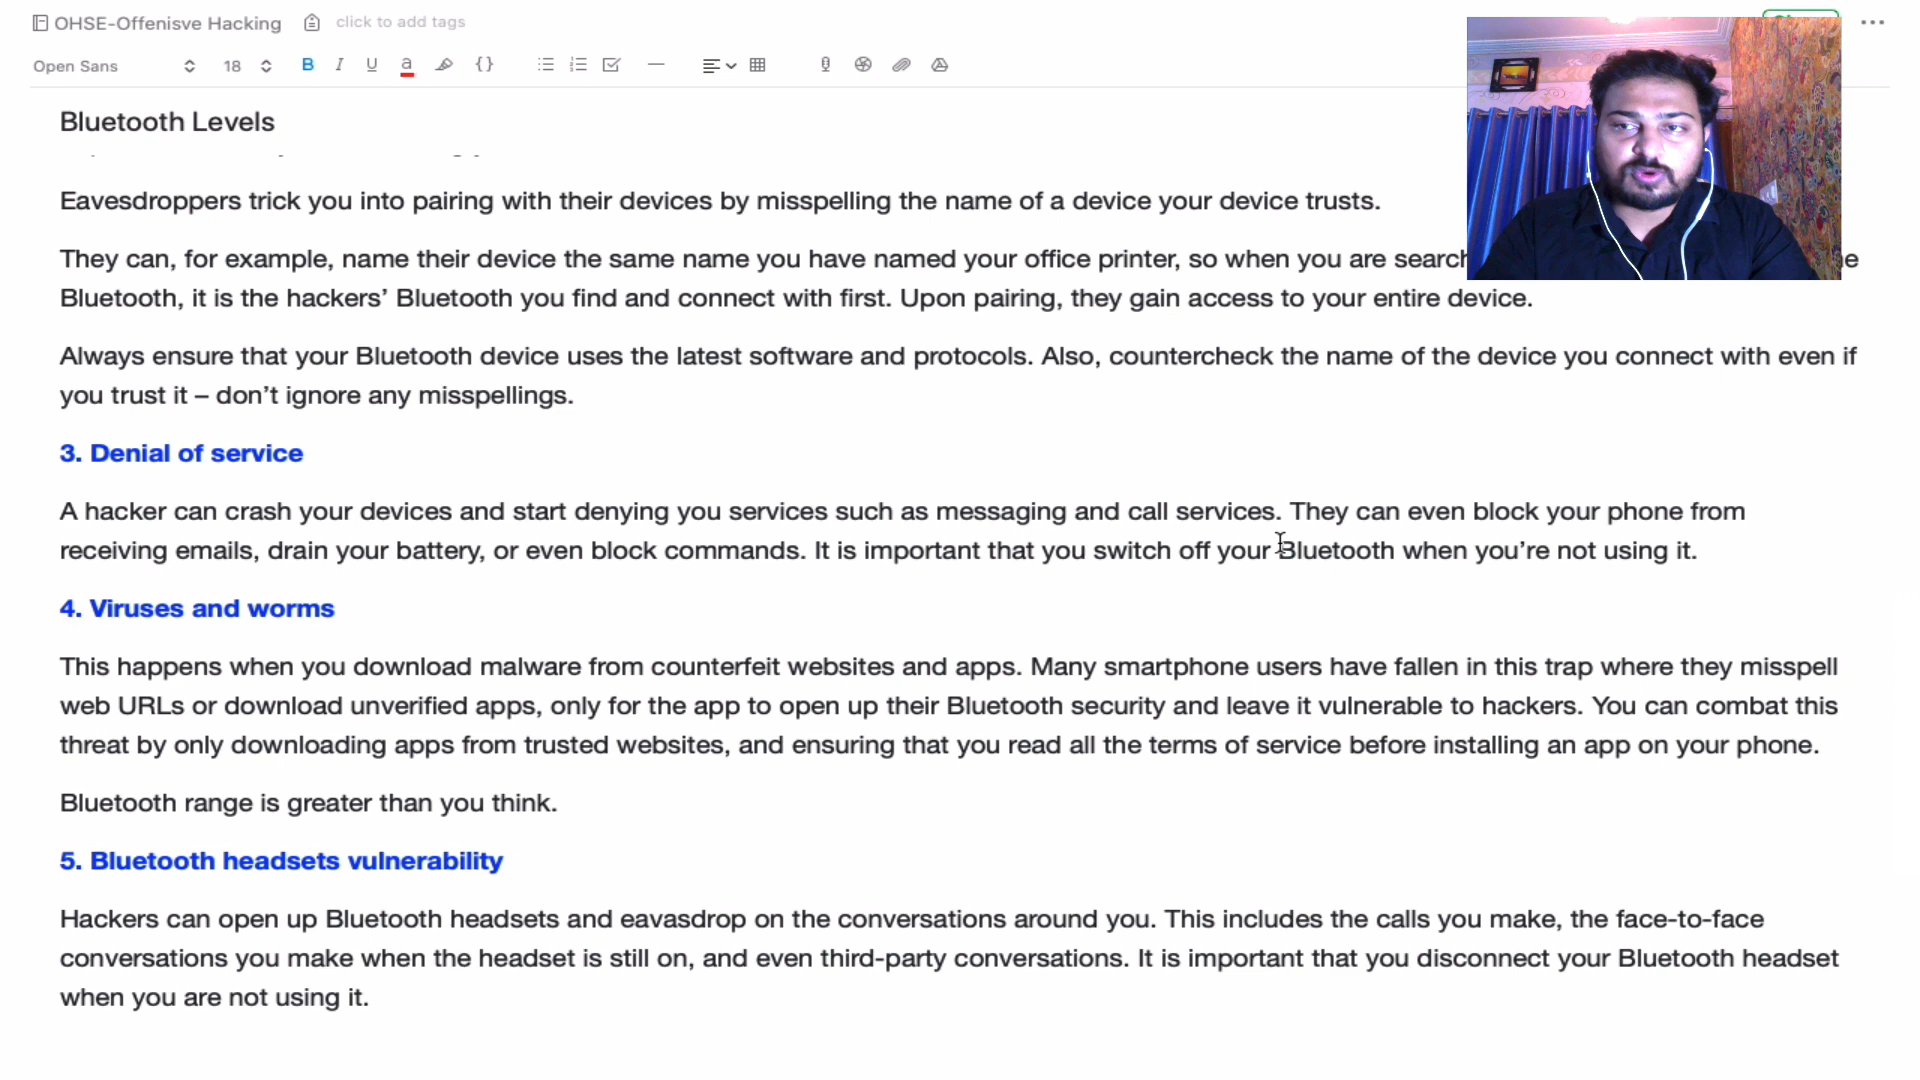 OHSE-Offenisve Hacking click to add tags
Open Sans 18 B I U a {}
Bluetooth Levels
Eavesdroppers trick you into pairing with their devices by misspelling the name of a device your device trusts.
They can, for example, name their device the same name you have named your office printer, so when you are search
Bluetooth, it is the hackers’ Bluetooth you find and connect with first. Upon pairing, they gain access to your entire device.
Always ensure that your Bluetooth device uses the latest software and protocols. Also, countercheck the name of the device you connect with even if
you trust it – don’t ignore any misspellings.
3. Denial of service
A hacker can crash your devices and start denying you services such as messaging and call services. They can even block your phone from
receiving emails, drain your battery, or even block commands. It is important that you switch off your Bluetooth when you’re not using it.
4. Viruses and worms
This happens when you download malware from counterfeit websites and apps. Many smartphone users have fallen in this trap where they misspell
web URLs or download unverified apps, only for the app to open up their Bluetooth security and leave it vulnerable to hackers. You can combat this
threat by only downloading apps from trusted websites, and ensuring that you read all the terms of service before installing an app on your phone.
Bluetooth range is greater than you think.
5. Bluetooth headsets vulnerability
Hackers can open up Bluetooth headsets and eavasdrop on the conversations around you. This includes the calls you make, the face-to-face
conversations you make when the headset is still on, and even third-party conversations. It is important that you disconnect your Bluetooth headset
when you are not using it.